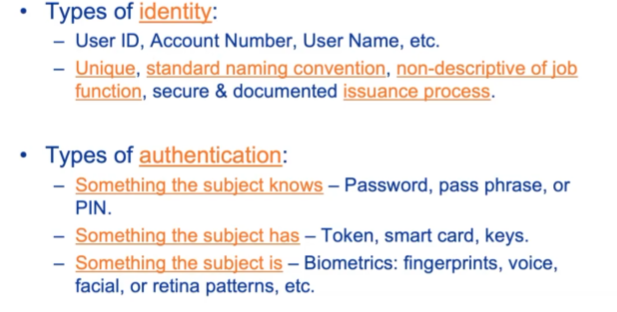 • Types of identity:
– User ID, Account Number, User Name, etc.
– Unique, standard naming convention, non-descriptive of job
function, secure & documented issuance process.
• Types of authentication:
– Something the subject knows – Password, pass phrase, or
PIN.
– Something the subject has – Token, smart card, keys.
– Something the subject is – Biometrics: fingerprints, voice,
facial, or retina patterns, etc.